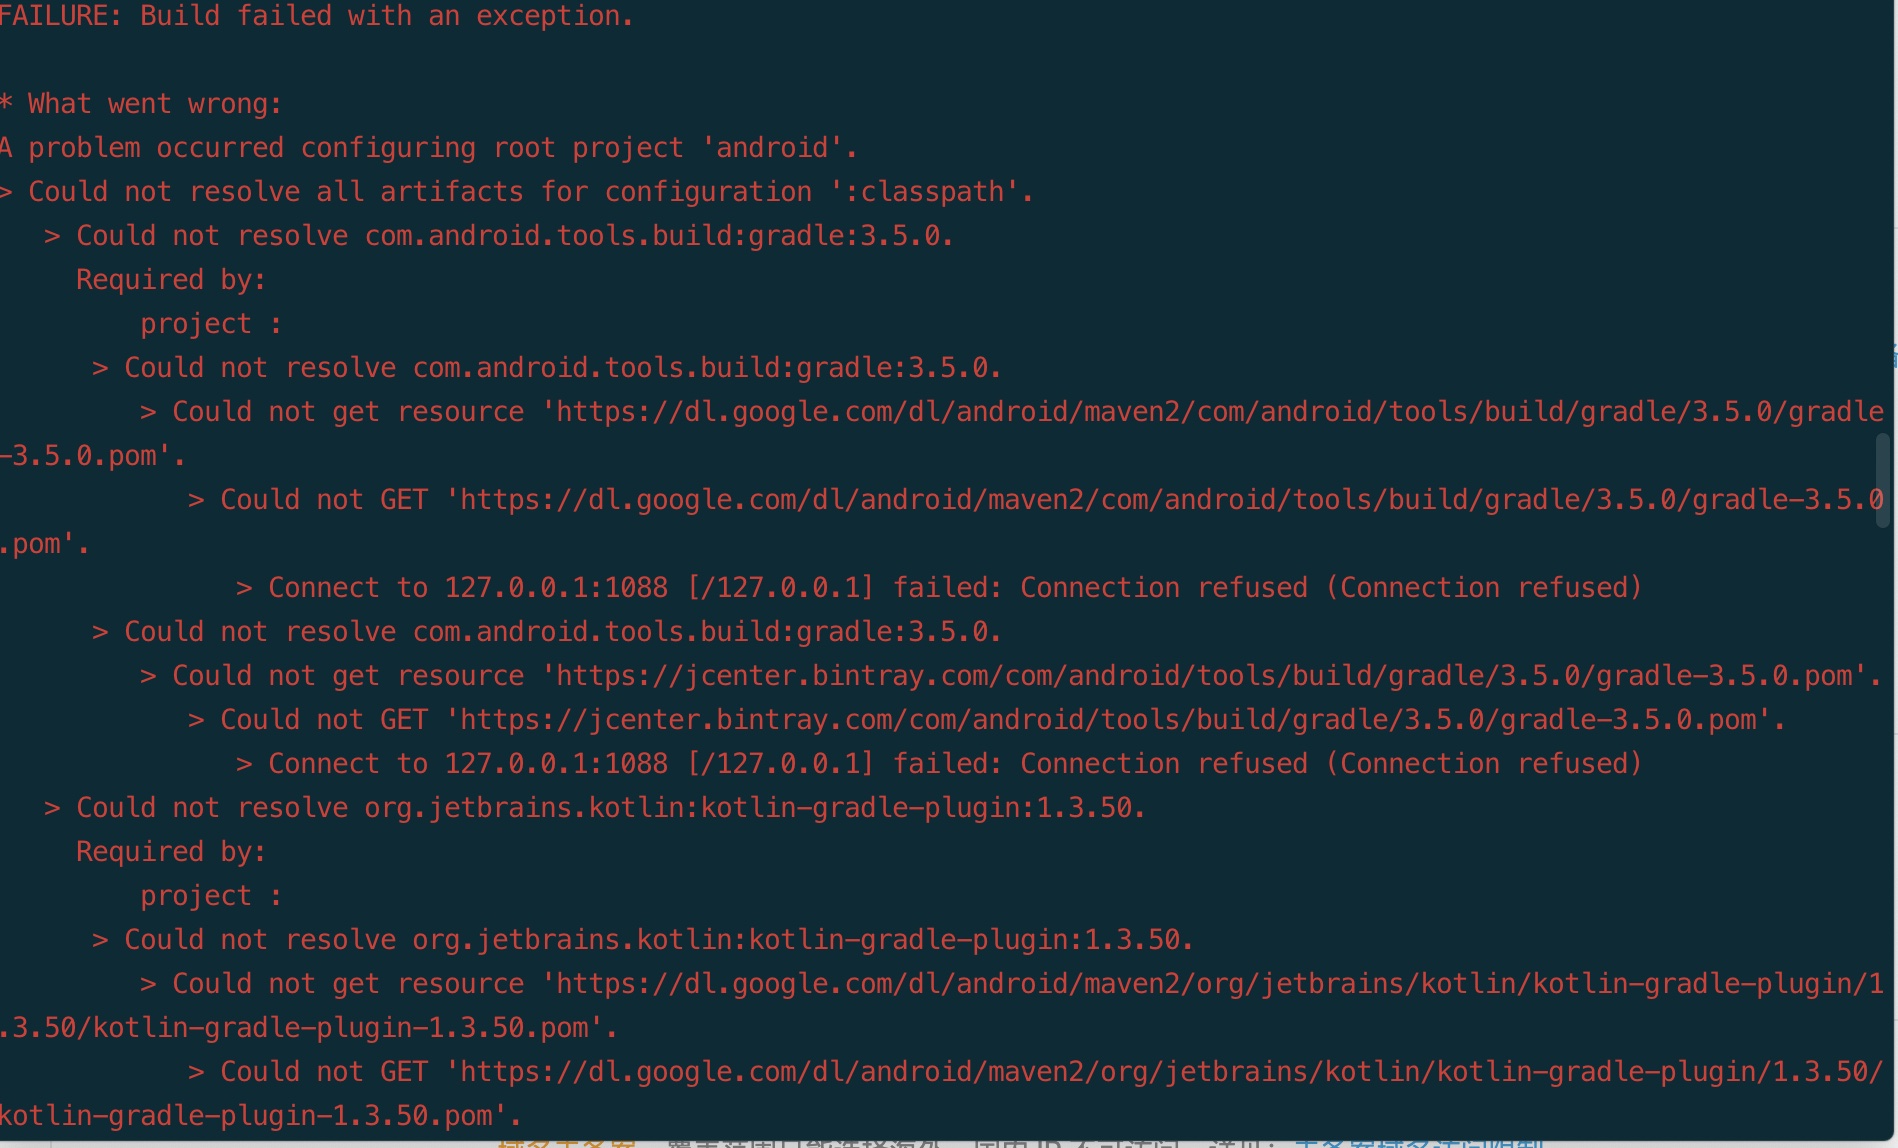 FAILURE: Build failed with an exception.
* What went wrong:
A problem occurred configuring root project 'android'.
> Could not resolve all artifacts for configuration ':classpath'.
> Could not resolve com.android.tools.build:gradle:3.5.0.
Required by:
project :
> Could not resolve com.android.tools.build:gradle:3.5.0.
> Could not get resource 'https://dl.google.com/dl/android/maven2/com/android/tools/build/gradle/3.5.0/gradle
-3.5.0.pom'.
> Could not GET 'https://dl.google.com/dl/android/maven2/com/android/tools/build/gradle/3.5.0/gradle-3.5.0
.pom'.
> Connect to 127.0.0.1:1088 [/127.0.0.1] failed: Connection refused (Connection refused)
> Could not resolve com.android.tools.build:gradle:3.5.0.
> Could not get resource 'https://jcenter.bintray.com/com/android/tools/build/gradle/3.5.0/gradle-3.5.0.pom'.
> Could not GET 'https://jcenter.bintray.com/com/android/tools/build/gradle/3.5.0/gradle-3.5.0.pom'.
> Connect to 127.0.0.1:1088 [/127.0.0.1] failed: Connection refused (Connection refused)
> Could not resolve org.jetbrains.kotlin:kotlin-gradle-plugin:1.3.50.
Required by:
project :
> Could not resolve org.jetbrains.kotlin:kotlin-gradle-plugin:1.3.50.
> Could not get resource 'https://dl.google.com/dl/android/maven2/org/jetbrains/kotlin/kotlin-gradle-plugin/1
.3.50/kotlin-gradle-plugin-1.3.50.pom'.
> Could not GET 'https://dl.google.com/dl/android/maven2/org/jetbrains/kotlin/kotlin-gradle-plugin/1.3.50/
kotlin-gradle-plugin-1.3.50.pom'.